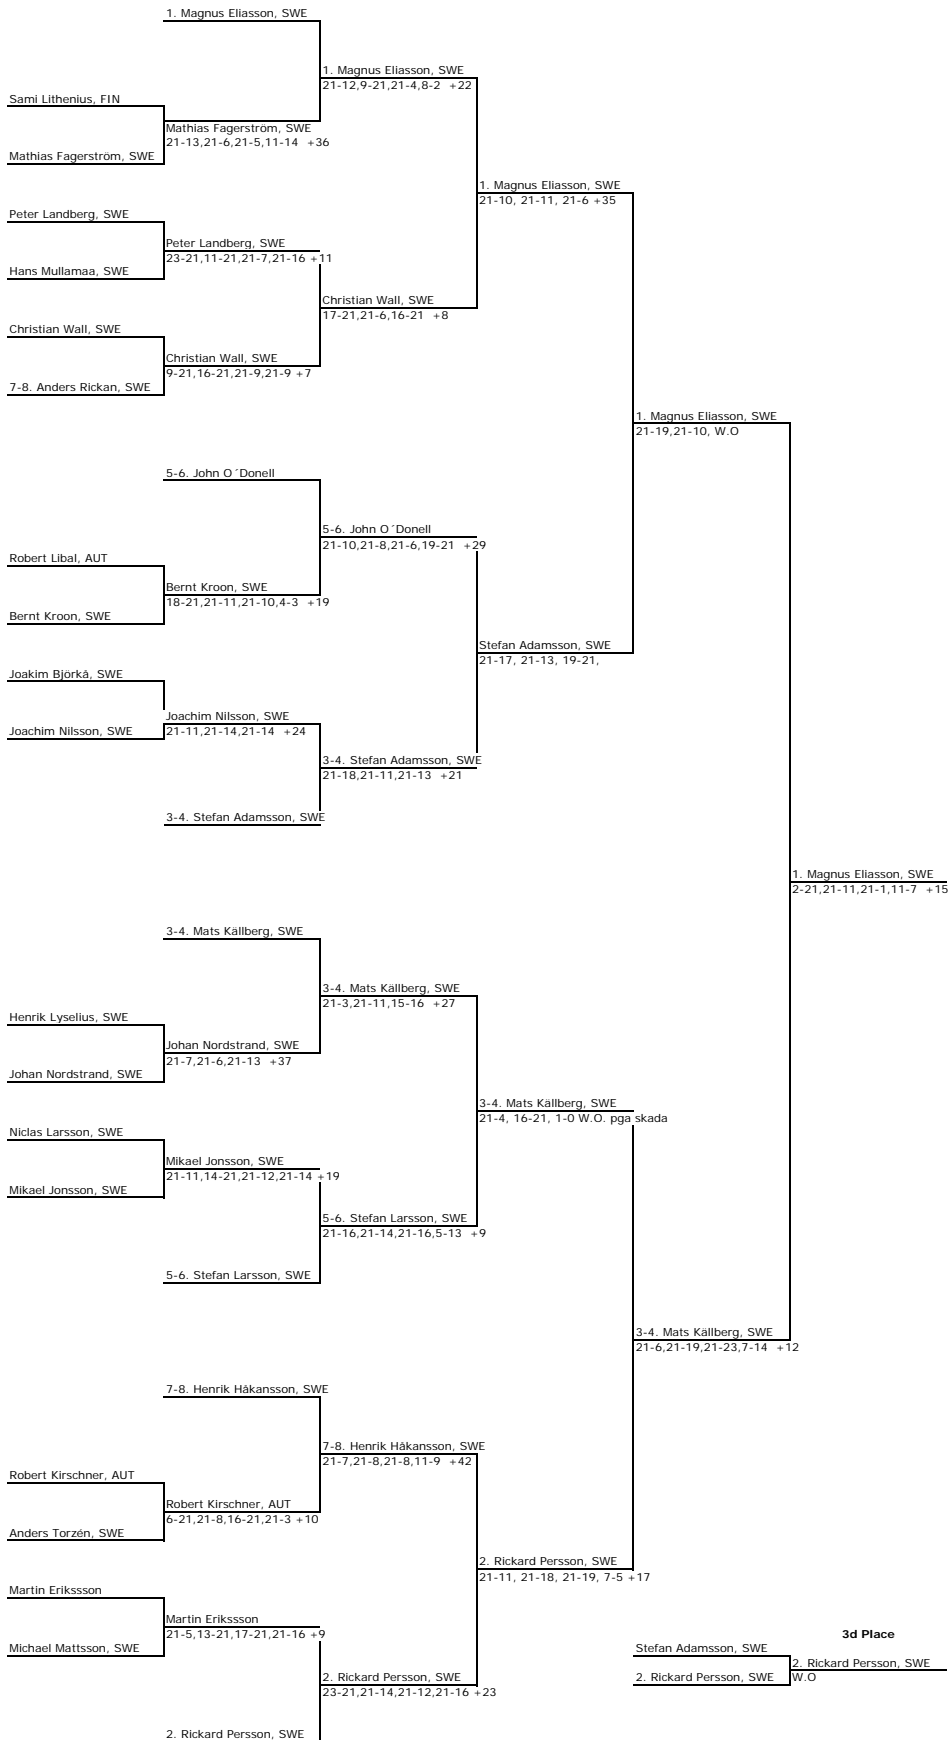 1. Magnus Eliasson, SWE
1. Magnus Eliasson, SWE
21-12,9-21,21-4,8-2 +22
Sami Lithenius, FIN
Mathias Fagerström, SWE
21-13,21-6,21-5,11-14 +36
Mathias Fagerström, SWE
1. Magnus Eliasson, SWE
21-10, 21-11, 21-6 +35
Peter Landberg, SWE
Peter Landberg, SWE
23-21,11-21,21-7,21-16 +11
Hans Mullamaa, SWE
Christian Wall, SWE
17-21,21-6,16-21 +8
Christian Wall, SWE
Christian Wall, SWE
9-21,16-21,21-9,21-9 +7
7-8. Anders Rickan, SWE
1. Magnus Eliasson, SWE
21-19,21-10, W.O
5-6. John O´Donell
5-6. John O´Donell
21-10,21-8,21-6,19-21 +29
Robert Libal, AUT
Bernt Kroon, SWE
18-21,21-11,21-10,4-3 +19
Bernt Kroon, SWE
Stefan Adamsson, SWE
21-17, 21-13, 19-21,
Joakim Björkå, SWE
Joachim Nilsson, SWE
21-11,21-14,21-14 +24
Joachim Nilsson, SWE
3-4. Stefan Adamsson, SWE
21-18,21-11,21-13 +21
3-4. Stefan Adamsson, SWE
1. Magnus Eliasson, SWE
2-21,21-11,21-1,11-7 +15
3-4. Mats Källberg, SWE
3-4. Mats Källberg, SWE
21-3,21-11,15-16 +27
Henrik Lyselius, SWE
Johan Nordstrand, SWE
21-7,21-6,21-13 +37
Johan Nordstrand, SWE
3-4. Mats Källberg, SWE
21-4, 16-21, 1-0 W.O. pga skada
Niclas Larsson, SWE
Mikael Jonsson, SWE
21-11,14-21,21-12,21-14 +19
Mikael Jonsson, SWE
5-6. Stefan Larsson, SWE
21-16,21-14,21-16,5-13 +9
5-6. Stefan Larsson, SWE
3-4. Mats Källberg, SWE
21-6,21-19,21-23,7-14 +12
7-8. Henrik Håkansson, SWE
7-8. Henrik Håkansson, SWE
21-7,21-8,21-8,11-9 +42
Robert Kirschner, AUT
Robert Kirschner, AUT
6-21,21-8,16-21,21-3 +10
Anders Torzén, SWE
2. Rickard Persson, SWE
21-11, 21-18, 21-19, 7-5 +17
Martin Erikssson
Martin Erikssson
21-5,13-21,17-21,21-16 +9
Michael Mattsson, SWE
3d Place
Stefan Adamsson, SWE
2. Rickard Persson, SWE
W.O
2. Rickard Persson, SWE
2. Rickard Persson, SWE
23-21,21-14,21-12,21-16 +23
2. Rickard Persson, SWE